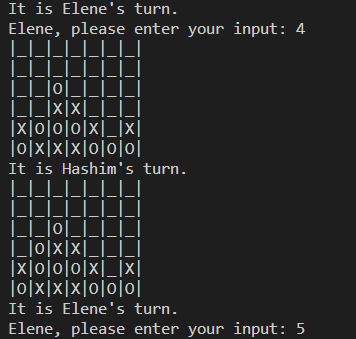 It is Elene's turn.
Elene, please enter your input: 4
|_|_|_|_|_|_|_|
|_|_|_|_|_|_|_|
|_|_|O|_|_|_|_|
|_|_|X|X|_|_|_|
|X|O|O|O|X|_|X|
|O|X|X|X|O|O|O|
It is Hashim's turn.
|_|_|_|_|_|_|_|
|_|_|_|_|_|_|_|
|_|_|O|_|_|_|_|
|_|O|X|X|_|_|_|
|X|O|O|O|X|_|X|
|O|X|X|X|O|O|O|
It is Elene's turn.
Elene, please enter your input: 5